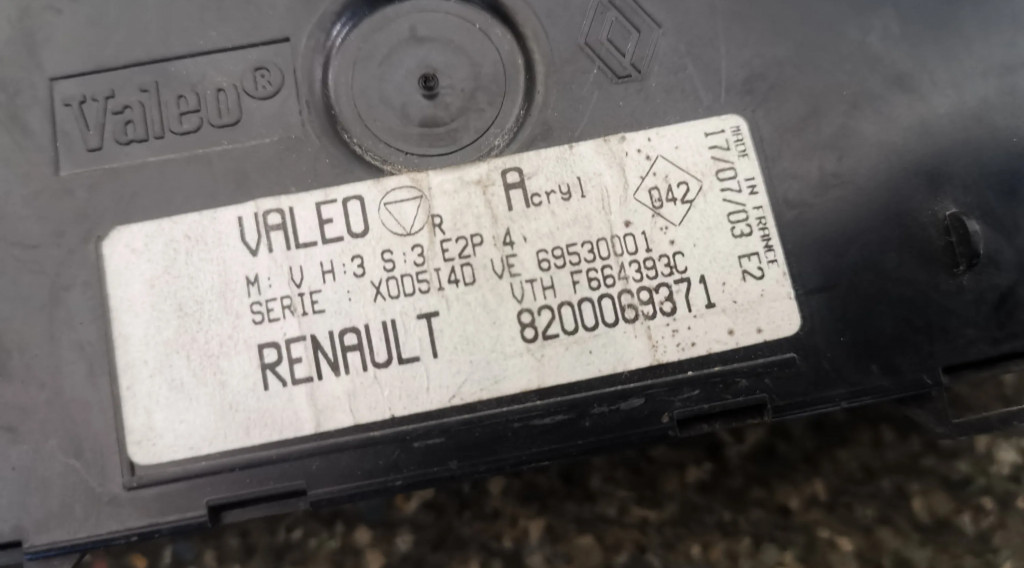 Valeo®
VALEO R Acryl 042
M: V H:3 S:3 E2P:4 VE 69530001
SERIE : X0D5I4D VTH F664393C
RENAULT 8200069371
MADE IN FRANCE
17/07/03 E2